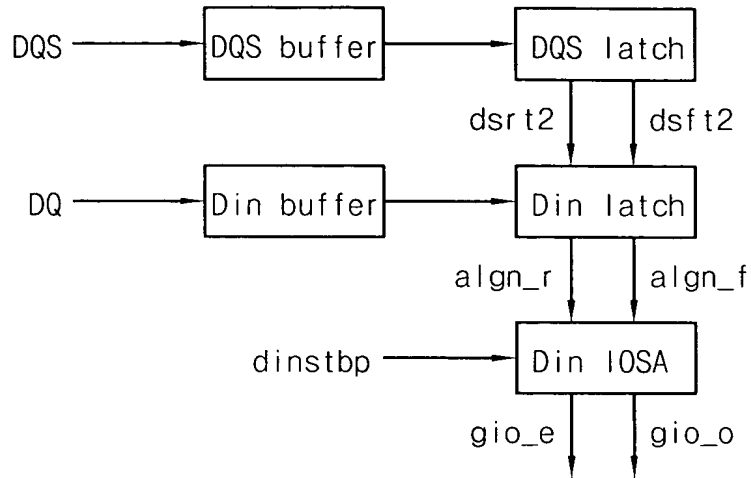 DQS DQS buffer DQS latch
dsrt2 dsft2
DQ Din buffer Din latch
algn_r algn_f
dinstbp Din IOSA
gio_e gio_o